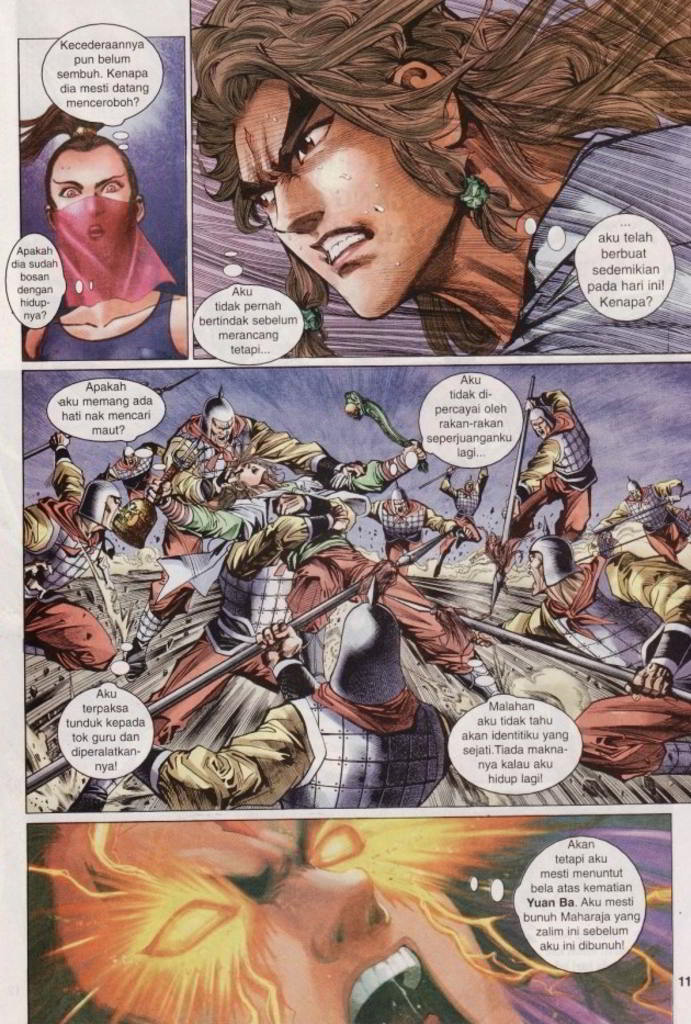 Kecederaannya
pun belum
sembuh. Kenapa
dia mesti datang
menceroboh?
Apakah
dia sudah
bosan
dengan
hidup-
nya?
Aku
tidak pernah
bertindak sebelum
merancang
tetapi...
...
aku telah
berbuat
sedemikian
pada hari ini!
Kenapa?
Apakah
aku memang ada
hati nak mencari
maut?
Aku
tidak di-
percayai oleh
rakan-rakan
seperjuanganku
lagi...
Aku
terpaksa
tunduk kepada
tok guru dan
diperalatkan-
nya!
Malahan
aku tidak tahu
akan identitiku yang
sejati.Tiada makna-
nya kalau aku
hidup lagi!
Akan
tetapi aku
mesti menuntut
bela atas kematian
Yuan Ba. Aku mesti
bunuh Maharaja yang
zalim ini sebelum
aku ini dibunuh!
11